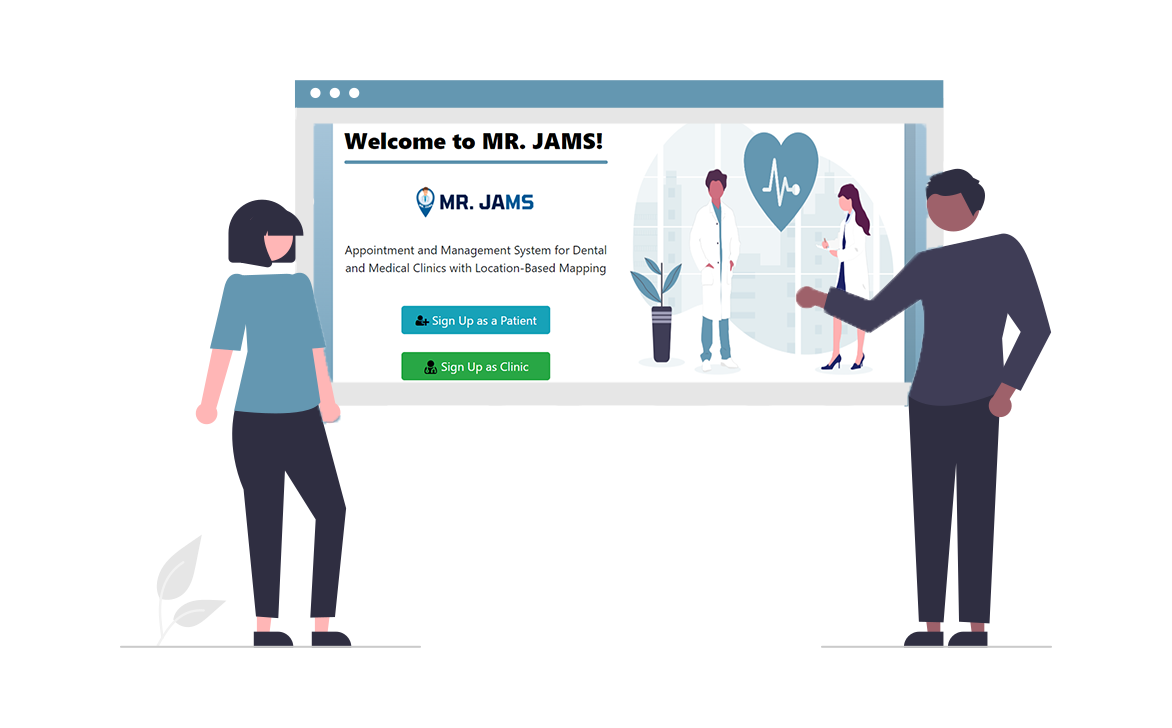 Welcome to MR. JAMS!
MR. JAMS
Appointment and Management System for Dental
and Medical Clinics with Location-Based Mapping
Sign Up as a Patient
Sign Up as Clinic